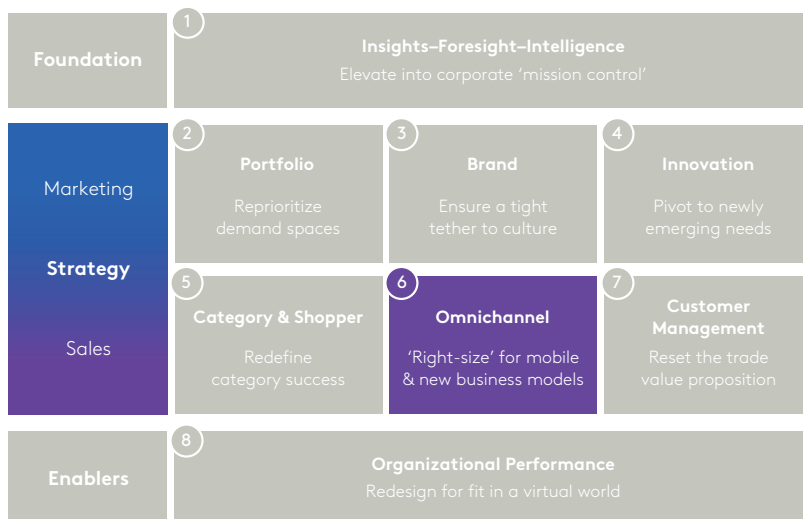 Foundation
1
Insights–Foresight–Intelligence
Elevate into corporate ‘mission control’
Marketing
Strategy
Sales
2
Portfolio
Reprioritize
demand spaces
3
Brand
Ensure a tight
tether to culture
4
Innovation
Pivot to newly
emerging needs
5
Category & Shopper
Redefine
category success
6
Omnichannel
‘Right-size’ for mobile
& new business models
7
Customer
Management
Reset the trade
value proposition
Enablers
8
Organizational Performance
Redesign for fit in a virtual world